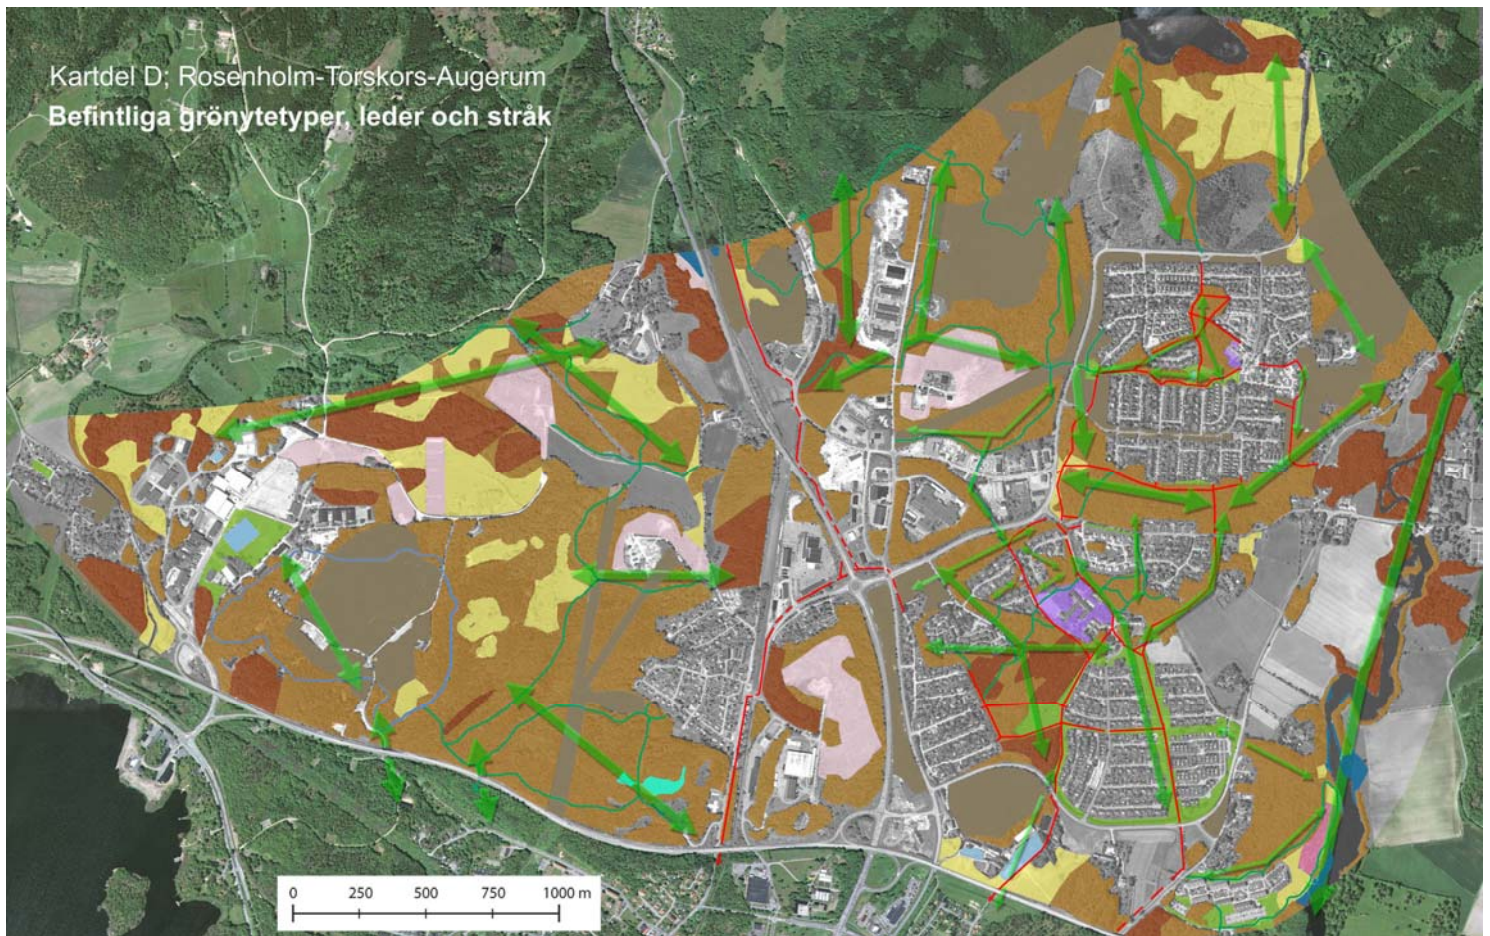 Kartdel D; Rosenholm-Torskors-Augerum
Befintliga grönytetyper, leder och stråk
0 250 500 750 1000 m